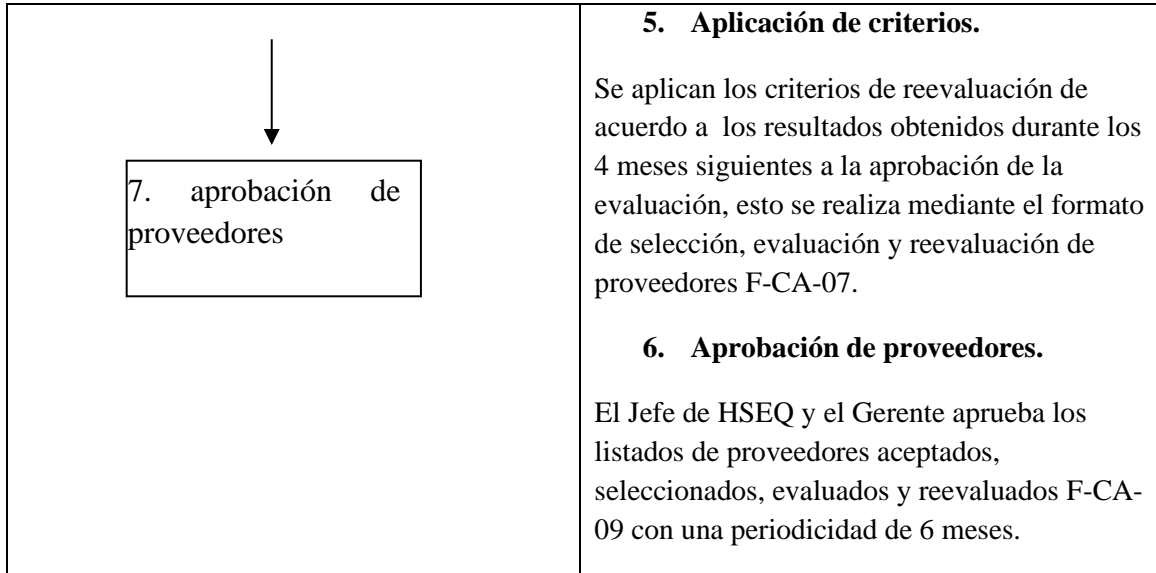 7. aprobación de
proveedores
5. Aplicación de criterios.
Se aplican los criterios de reevaluación de
acuerdo a los resultados obtenidos durante los
4 meses siguientes a la aprobación de la
evaluación, esto se realiza mediante el formato
de selección, evaluación y reevaluación de
proveedores F-CA-07.
6. Aprobación de proveedores.
El Jefe de HSEQ y el Gerente aprueba los
listados de proveedores aceptados,
seleccionados, evaluados y reevaluados F-CA-
09 con una periodicidad de 6 meses.